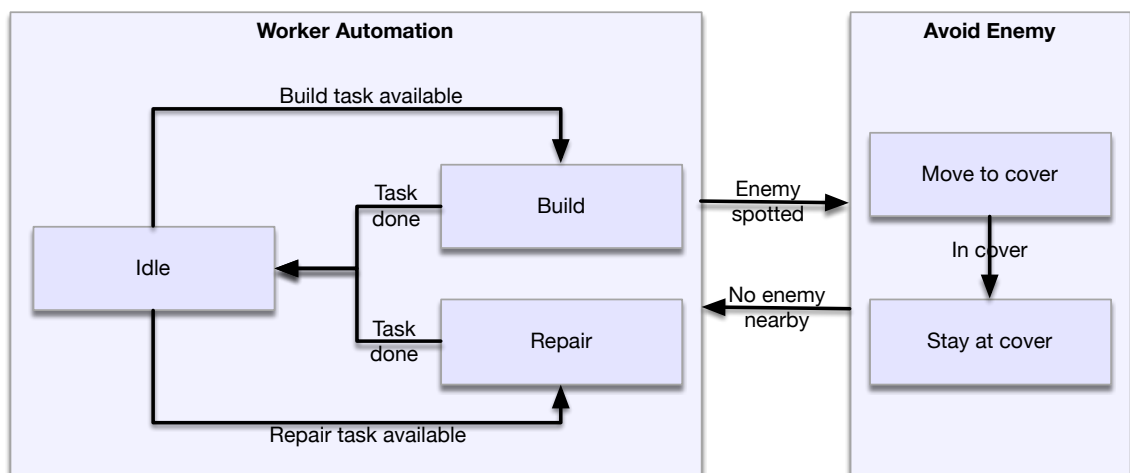 Worker Automation
Avoid Enemy
Build task available
Move to cover
Task
done
Build
Enemy
spotted
Idle
In cover
No enemy
nearby
Task
done
Repair
Stay at cover
Repair task available